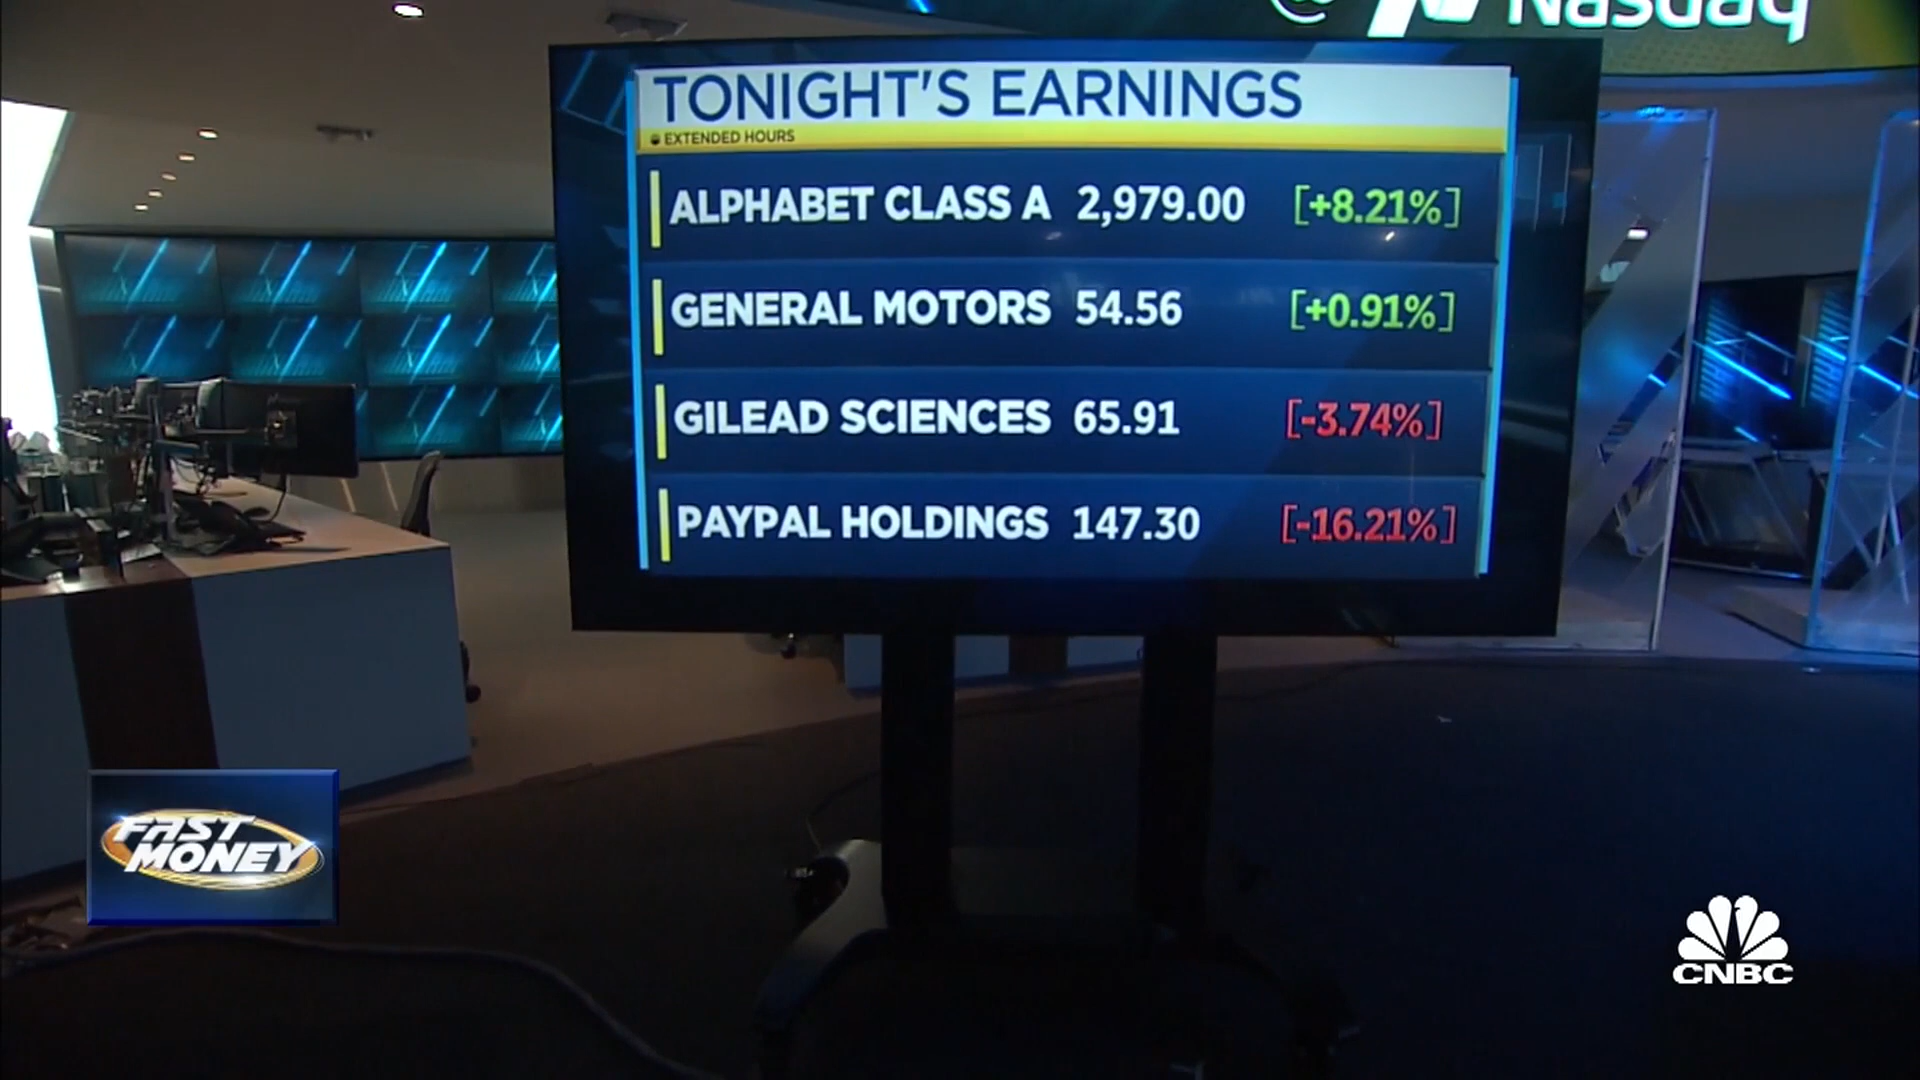 Nasdaq
TONIGHT'S EARNINGS
EXTENDED HOURS
ALPHABET CLASS A 2,979.00 [+8.21%]
GENERAL MOTORS 54.56 [+0.91%]
GILEAD SCIENCES 65.91 [-3.74%]
PAYPAL HOLDINGS 147.30 [-16.21%]
FAST
MONEY
CNBC